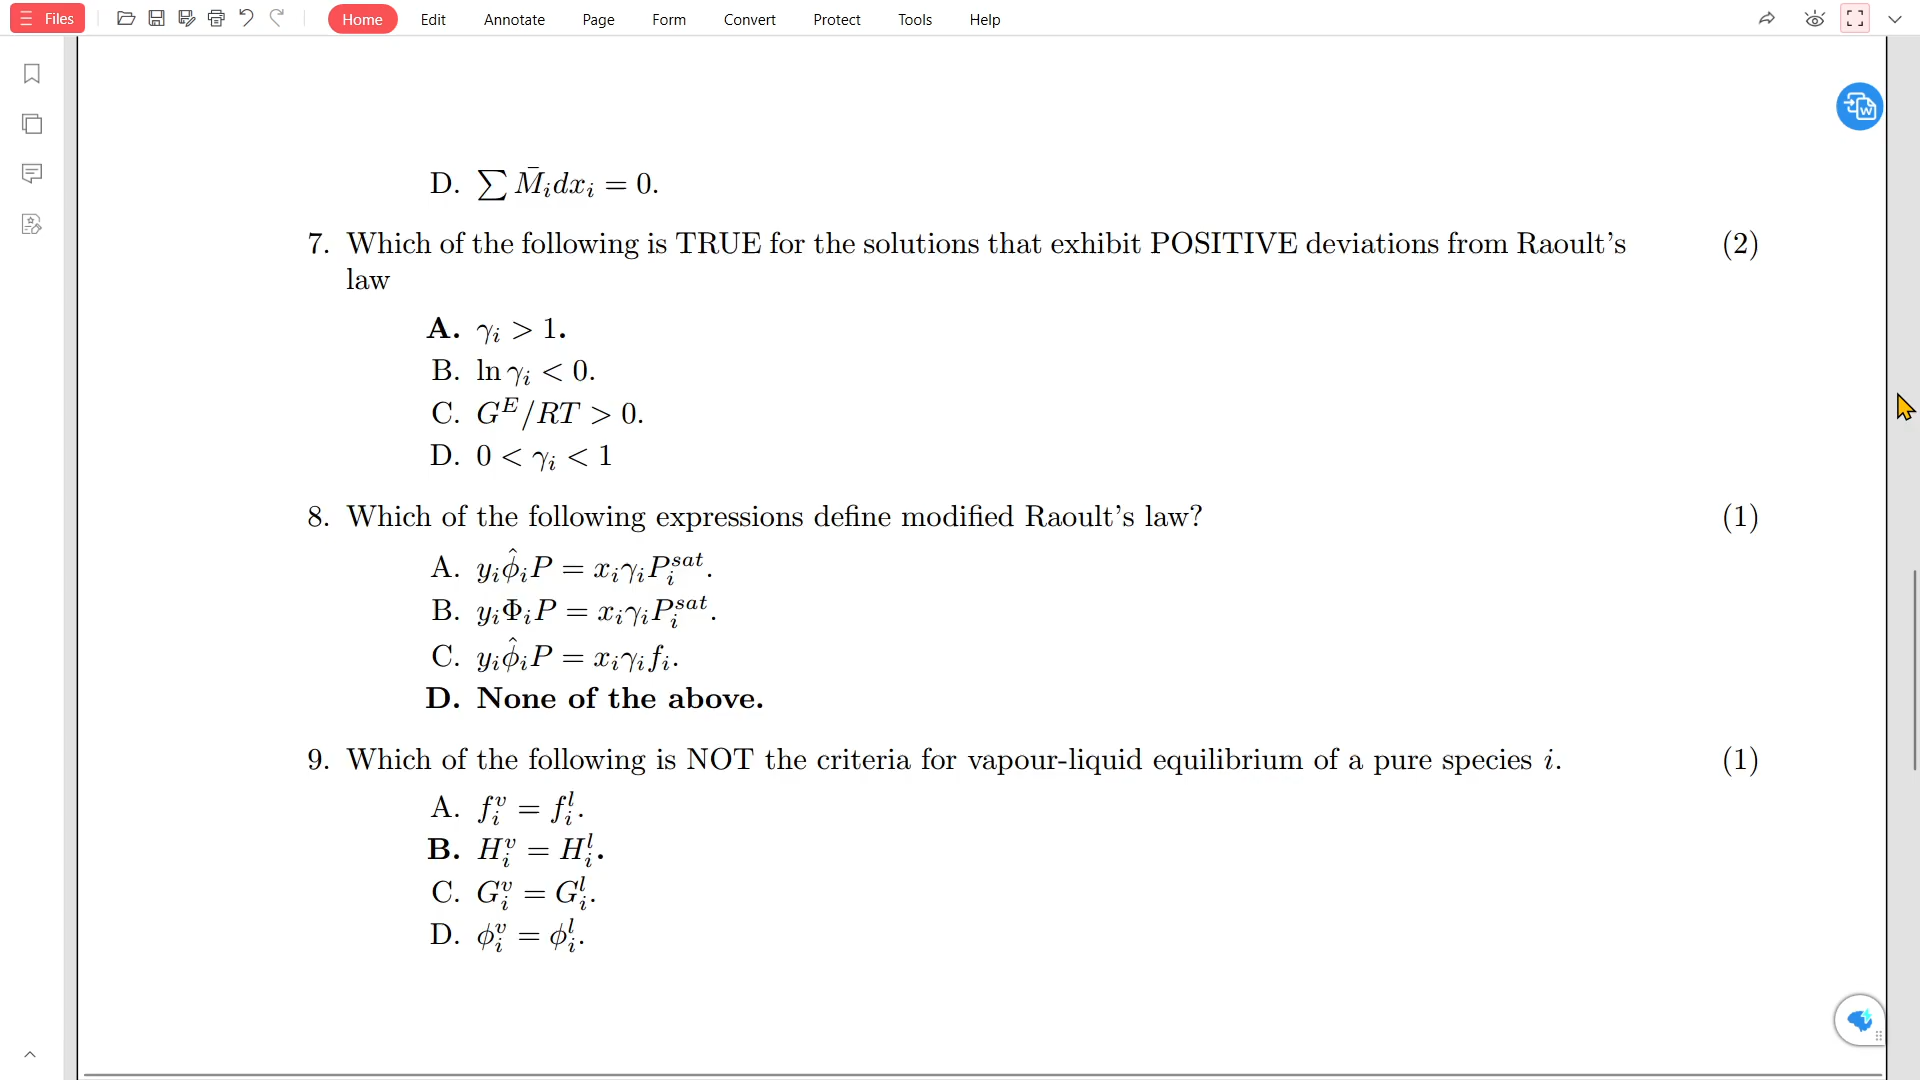 Files Home Edit Annotate Page Form Convert Protect Tools Help
D. ∑ M̄ᵢdxᵢ = 0.
7. Which of the following is TRUE for the solutions that exhibit POSITIVE deviations from Raoult's (2)
law
A. γᵢ > 1.
B. ln γᵢ < 0.
C. Gᴱ/RT > 0.
D. 0 < γᵢ < 1
8. Which of the following expressions define modified Raoult's law? (1)
A. yᵢϕ̂ᵢP = xᵢγᵢPᵢˢᵃᵗ.
B. yᵢΦᵢP = xᵢγᵢPᵢˢᵃᵗ.
C. yᵢϕ̂ᵢP = xᵢγᵢfᵢ.
D. None of the above.
9. Which of the following is NOT the criteria for vapour-liquid equilibrium of a pure species i. (1)
A. fᵢᵛ = fᵢˡ.
B. Hᵢᵛ = Hᵢˡ.
C. Gᵢᵛ = Gᵢˡ.
D. ϕᵢᵛ = ϕᵢˡ.